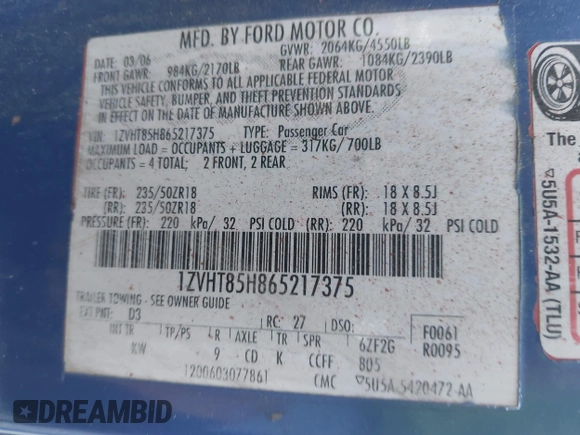 MFD. BY FORD MOTOR CO.
DATE: 03/06 GVWR: 2064KG/4550LB
FRONT GAWR: 984KG/2170LB REAR GAWR: 1084KG/2390LB
THIS VEHICLE CONFORMS TO ALL APPLICABLE FEDERAL MOTOR
VEHICLE SAFETY, BUMPER, AND THEFT PREVENTION STANDARDS
IN EFFECT ON THE DATE OF MANUFACTURE SHOWN ABOVE.
VIN: 1ZVHT85H865217375 TYPE: Passenger Car
MAXIMUM LOAD = OCCUPANTS + LUGGAGE = 317KG/ 700LB
OCCUPANTS = 4 TOTAL; 2 FRONT, 2 REAR
TIRE (FR): 235/50ZR18 RIMS (FR): 18 X 8.5J
(RR): 235/50ZR18 (RR): 18 X 8.5J
PRESSURE (FR): 220 kPa/ 32 PSI COLD (RR): 220 kPa/ 32 PSI COLD
1ZVHT85H865217375
TRAILER TOWING - SEE OWNER GUIDE
EXT PNT: D3 RC: 27 DSO: F0061
INT TR TP/PS R AXLE TR SPR 6ZF2G R0095
KW 9 CD K CCFF 805
1200603077861 CMC ▽5U5A-5420472-AA
The
▽5U5A-1532-AA (TLU)
DREAMBID